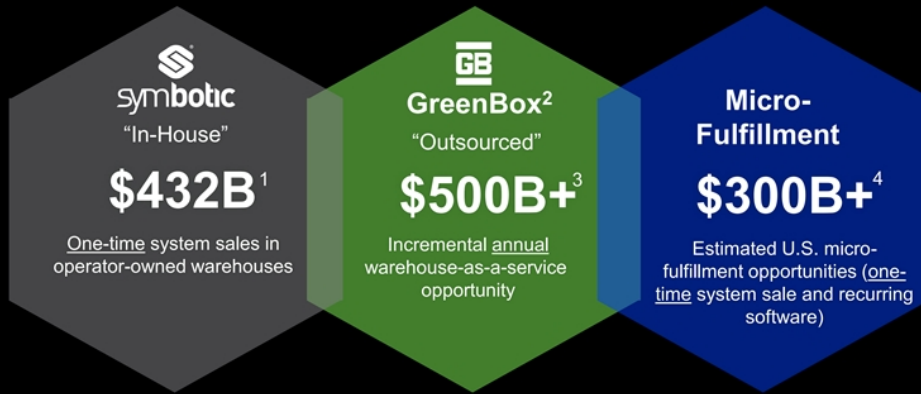 symbotic
"In-House"
$432B1
One-time system sales in
operator-owned warehouses
GB
GreenBox2
"Outsourced"
$500B+3
Incremental annual
warehouse-as-a-service
opportunity
Micro-
Fulfillment
$300B+4
Estimated U.S. micro-
fulfillment opportunities (one-
time system sale and recurring
software)